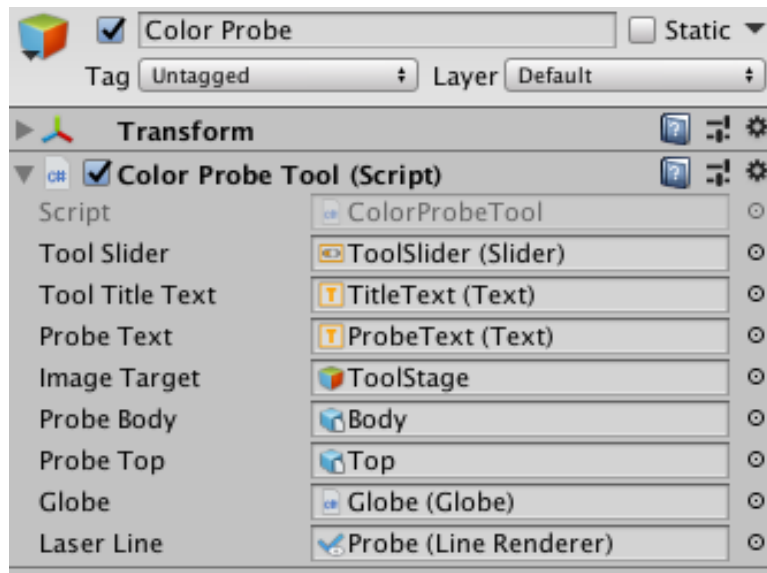 Color Probe Static
Tag Untagged Layer Default
Transform
Color Probe Tool (Script)
Script ColorProbeTool
Tool Slider ToolSlider (Slider)
Tool Title Text TitleText (Text)
Probe Text ProbeText (Text)
Image Target ToolStage
Probe Body Body
Probe Top Top
Globe Globe (Globe)
Laser Line Probe (Line Renderer)